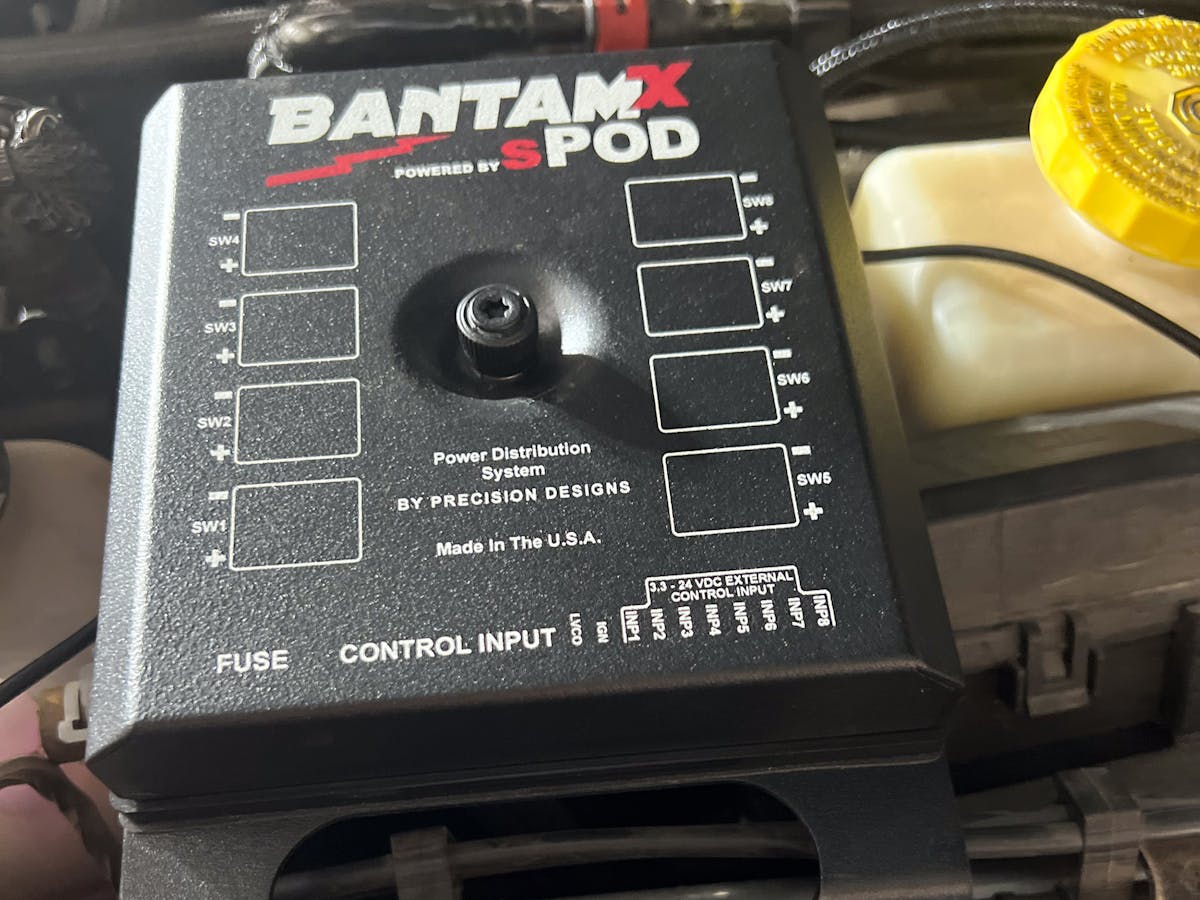 BANTAMX
POWERED BY sPOD
- SW4 +
- SW3 +
- SW2 +
- SW1 +
- SW8 +
- SW7 +
- SW6 +
- SW5 +
Power Distribution
System
BY PRECISION DESIGNS
Made In The U.S.A.
FUSE
CONTROL INPUT
LVCO
IGN
3.3 - 24 VDC EXTERNAL
CONTROL INPUT
INP1
INP2
INP3
INP4
INP5
INP6
INP7
INP8